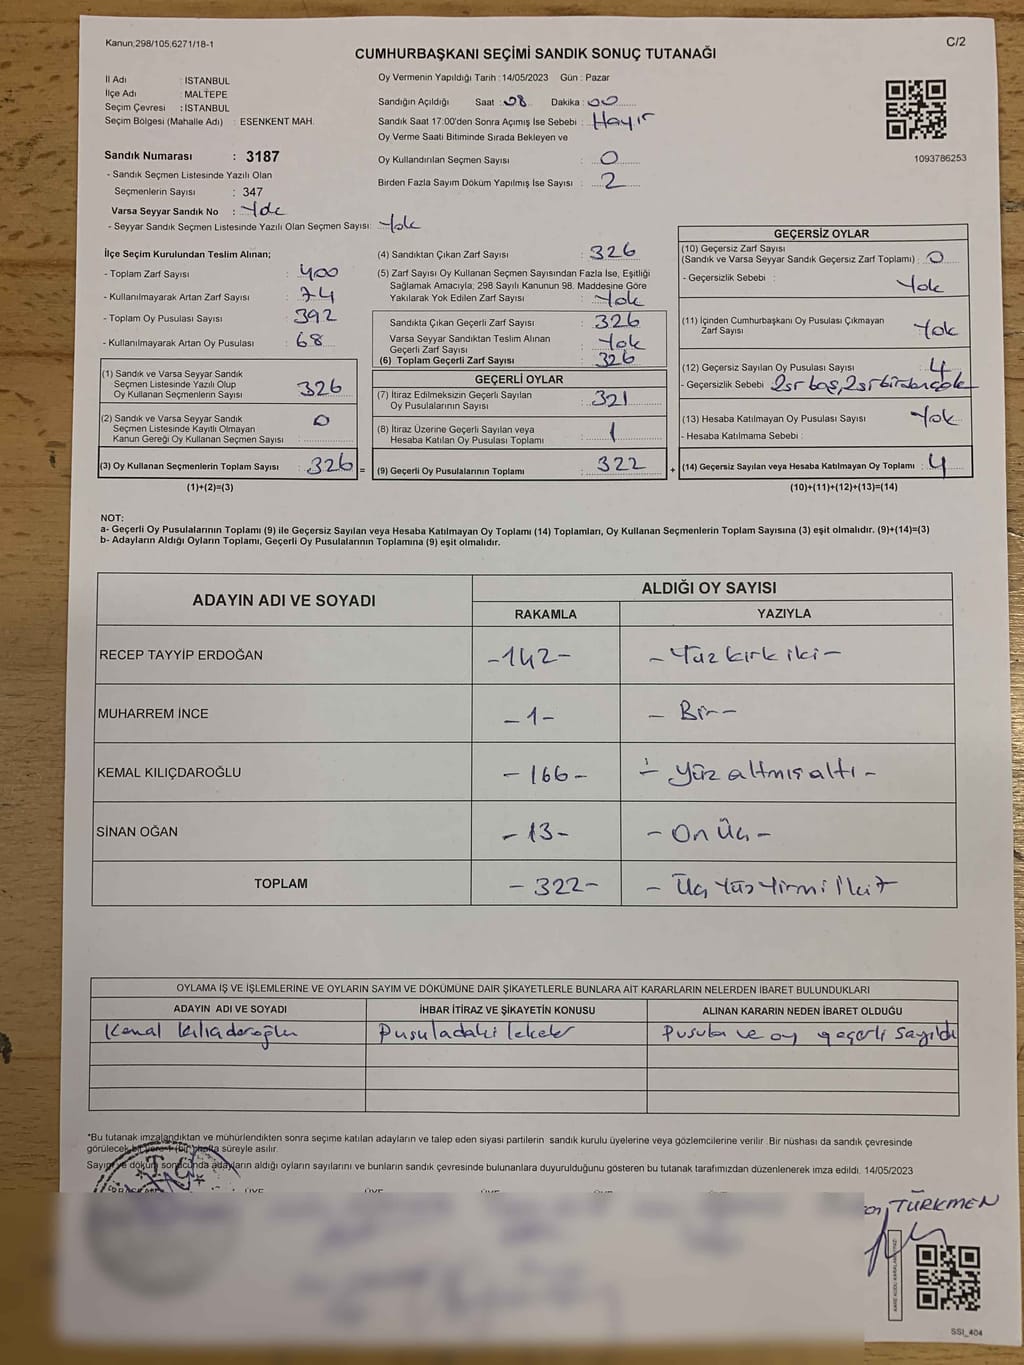 Kanun;298/105,6271/18-1
C/2
CUMHURBAŞKANI SEÇİMİ SANDIK SONUÇ TUTANAĞI
İl Adı : İSTANBUL
İlçe Adı : MALTEPE
Seçim Çevresi : İSTANBUL
Seçim Bölgesi (Mahalle Adı) : ESENKENT MAH.
Sandık Numarası : 3187
- Sandık Seçmen Listesinde Yazılı Olan
Seçmenlerin Sayısı : 347
Varsa Seyyar Sandık No : Yok
- Seyyar Sandık Seçmen Listesinde Yazılı Olan Seçmen Sayısı: Yok
Oy Vermenin Yapıldığı Tarih : 14/05/2023 Gün : Pazar
Sandığın Açıldığı Saat : 08 Dakika : 00
Sandık Saat 17:00'den Sonra Açımış İse Sebebi : Hayır
Oy Verme Saati Bitiminde Sırada Bekleyen ve
Oy Kullandırılan Seçmen Sayısı : 0
Birden Fazla Sayım Döküm Yapılmış İse Sayısı : 2
1093786253
İlçe Seçim Kurulundan Teslim Alınan;
- Toplam Zarf Sayısı : 400
- Kullanılmayarak Artan Zarf Sayısı : 74
- Toplam Oy Pusulası Sayısı : 392
- Kullanılmayarak Artan Oy Pusulası : 68
(1) Sandık ve Varsa Seyyar Sandık
Seçmen Listesinde Yazılı Olup
Oy Kullanan Seçmenlerin Sayısı : 326
(2) Sandık ve Varsa Seyyar Sandık
Seçmen Listesinde Kayıtlı Olmayan
Kanun Gereği Oy Kullanan Seçmen Sayısı : 0
(3) Oy Kullanan Seçmenlerin Toplam Sayısı : 326 =
(1)+(2)=(3)
(4) Sandıktan Çıkan Zarf Sayısı : 326
(5) Zarf Sayısı Oy Kullanan Seçmen Sayısından Fazla İse, Eşitliği
Sağlamak Amacıyla; 298 Sayılı Kanunun 98. Maddesine Göre
Yakılarak Yok Edilen Zarf Sayısı : Yok
Sandıkta Çıkan Geçerli Zarf Sayısı : 326
Varsa Seyyar Sandıktan Teslim Alınan
Geçerli Zarf Sayısı : Yok
(6) Toplam Geçerli Zarf Sayısı : 326
GEÇERLİ OYLAR
(7) İtiraz Edilmeksizin Geçerli Sayılan
Oy Pusulalarının Sayısı : 321
(8) İtiraz Üzerine Geçerli Sayılan veya
Hesaba Katılan Oy Pusulası Toplamı : 1
(9) Geçerli Oy Pusulalarının Toplamı : 322 +
GEÇERSİZ OYLAR
(10) Geçersiz Zarf Sayısı
(Sandık ve Varsa Seyyar Sandık Geçersiz Zarf Toplamı) : 0
- Geçersizlik Sebebi : Yok
(11) İçinden Cumhurbaşkanı Oy Pusulası Çıkmayan
Zarf Sayısı : Yok
(12) Geçersiz Sayılan Oy Pusulası Sayısı : 4
- Geçersizlik Sebebi 2si boş, 2si birden çok
(13) Hesaba Katılmayan Oy Pusulası Sayısı : Yok
- Hesaba Katılmama Sebebi :
(14) Geçersiz Sayılan veya Hesaba Katılmayan Oy Toplamı : 4
(10)+(11)+(12)+(13)=(14)
NOT:
a- Geçerli Oy Pusulalarının Toplamı (9) ile Geçersiz Sayılan veya Hesaba Katılmayan Oy Toplamı (14) Toplamları, Oy Kullanan Seçmenlerin Toplam Sayısına (3) eşit olmalıdır. (9)+(14)=(3)
b- Adayların Aldığı Oyların Toplamı, Geçerli Oy Pusulalarının Toplamına (9) eşit olmalıdır.
ADAYIN ADI VE SOYADI
ALDIĞI OY SAYISI
RAKAMLA YAZIYLA
RECEP TAYYİP ERDOĞAN -142- -Yüz kırk iki-
MUHARREM İNCE -1- -Bir-
KEMAL KILIÇDAROĞLU -166- -yüz altmış altı-
SİNAN OĞAN -13- -On Üç-
TOPLAM -322- -Üç Yüz Yirmi İki-
OYLAMA İŞ VE İŞLEMLERİNE VE OYLARIN SAYIM VE DÖKÜMÜNE DAİR ŞİKAYETLERLE BUNLARA AİT KARARLARIN NELERDEN İBARET BULUNDUKLARI
ADAYIN ADI VE SOYADI İHBAR İTİRAZ VE ŞİKAYETİN KONUSU ALINAN KARARIN NEDEN İBARET OLDUĞU
Kemal Kılıçdaroğlu Pusuladaki lekeler Pusula ve oy geçerli sayıldı
*Bu tutanak imzalandıktan ve mühürlendikten sonra seçime katılan adayların ve talep eden siyasi partilerin sandık kurulu üyelerine veya gözlemcilerine verilir .Bir nüshası da sandık çevresinde
görülecek bir yere 1 (bir) hafta süreyle asılır.
Sayım ve döküm sonucunda adayların aldığı oyların sayılarını ve bunların sandık çevresinde bulunanlara duyurulduğunu gösteren bu tutanak tarafımızdan düzenlenerek imza edildi. 14/05/2023
T.C.
TÜRKMEN
SSI_404